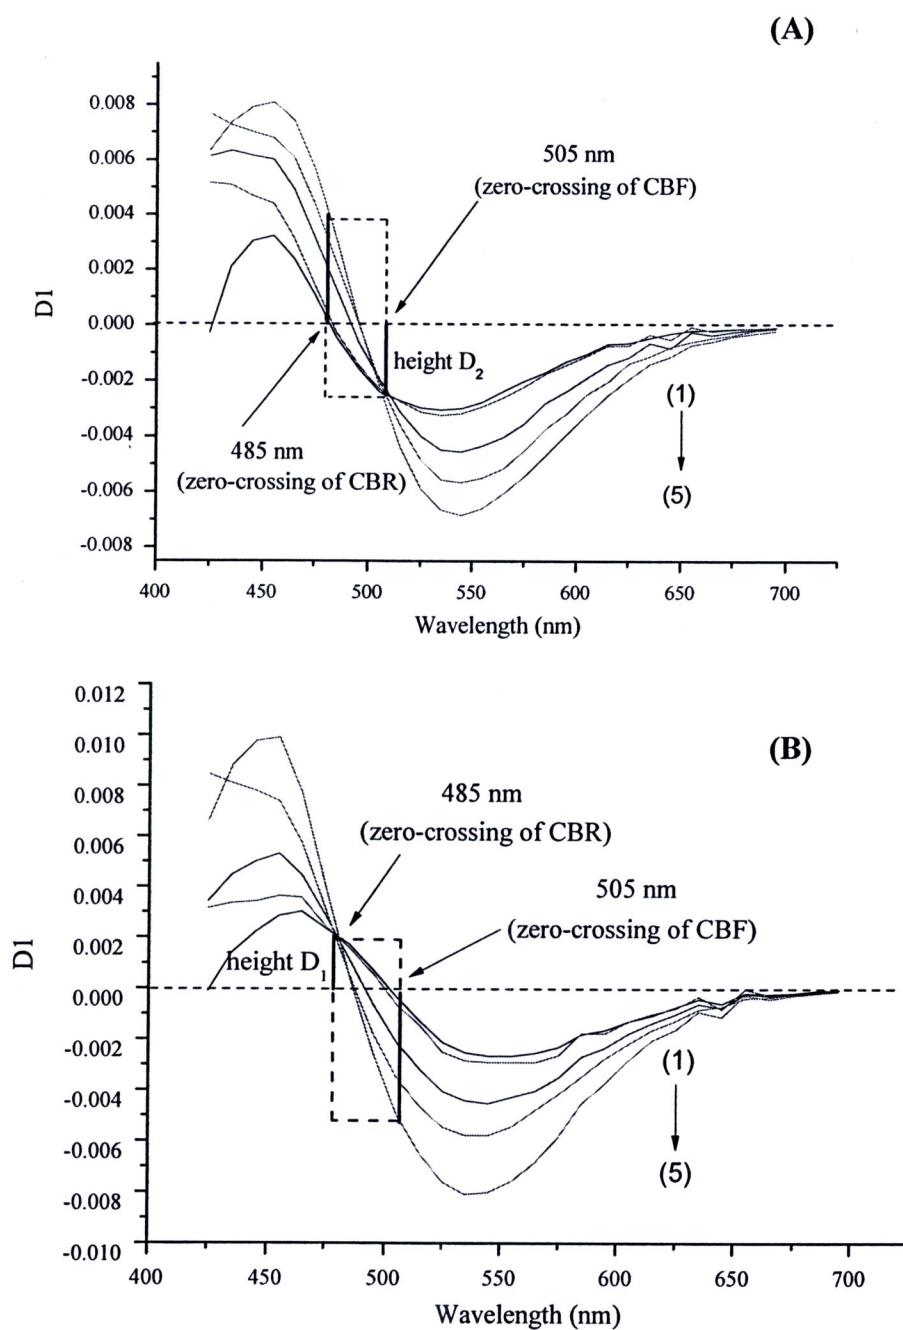 (A)
0.008
0.006
0.004
0.002
0.000
-0.002
-0.004
-0.006
-0.008
D1
505 nm
(zero-crossing of CBF)
height D2
485 nm
(zero-crossing of CBR)
(1)
(5)
400 450 500 550 600 650 700
Wavelength (nm)
(B)
0.012
0.010
0.008
0.006
0.004
0.002
0.000
-0.002
-0.004
-0.006
-0.008
-0.010
D1
485 nm
(zero-crossing of CBR)
505 nm
(zero-crossing of CBF)
height D1
(1)
(5)
400 450 500 550 600 650 700
Wavelength (nm)